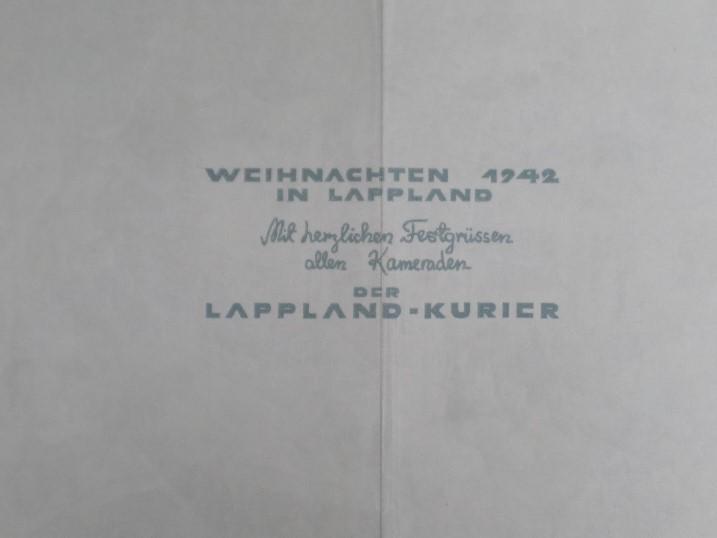 WEIHNACHTEN 1942
IN LAPPLAND
Mit herzlichen Festgrüssen
allen Kameraden
DER
LAPPLAND-KURIER